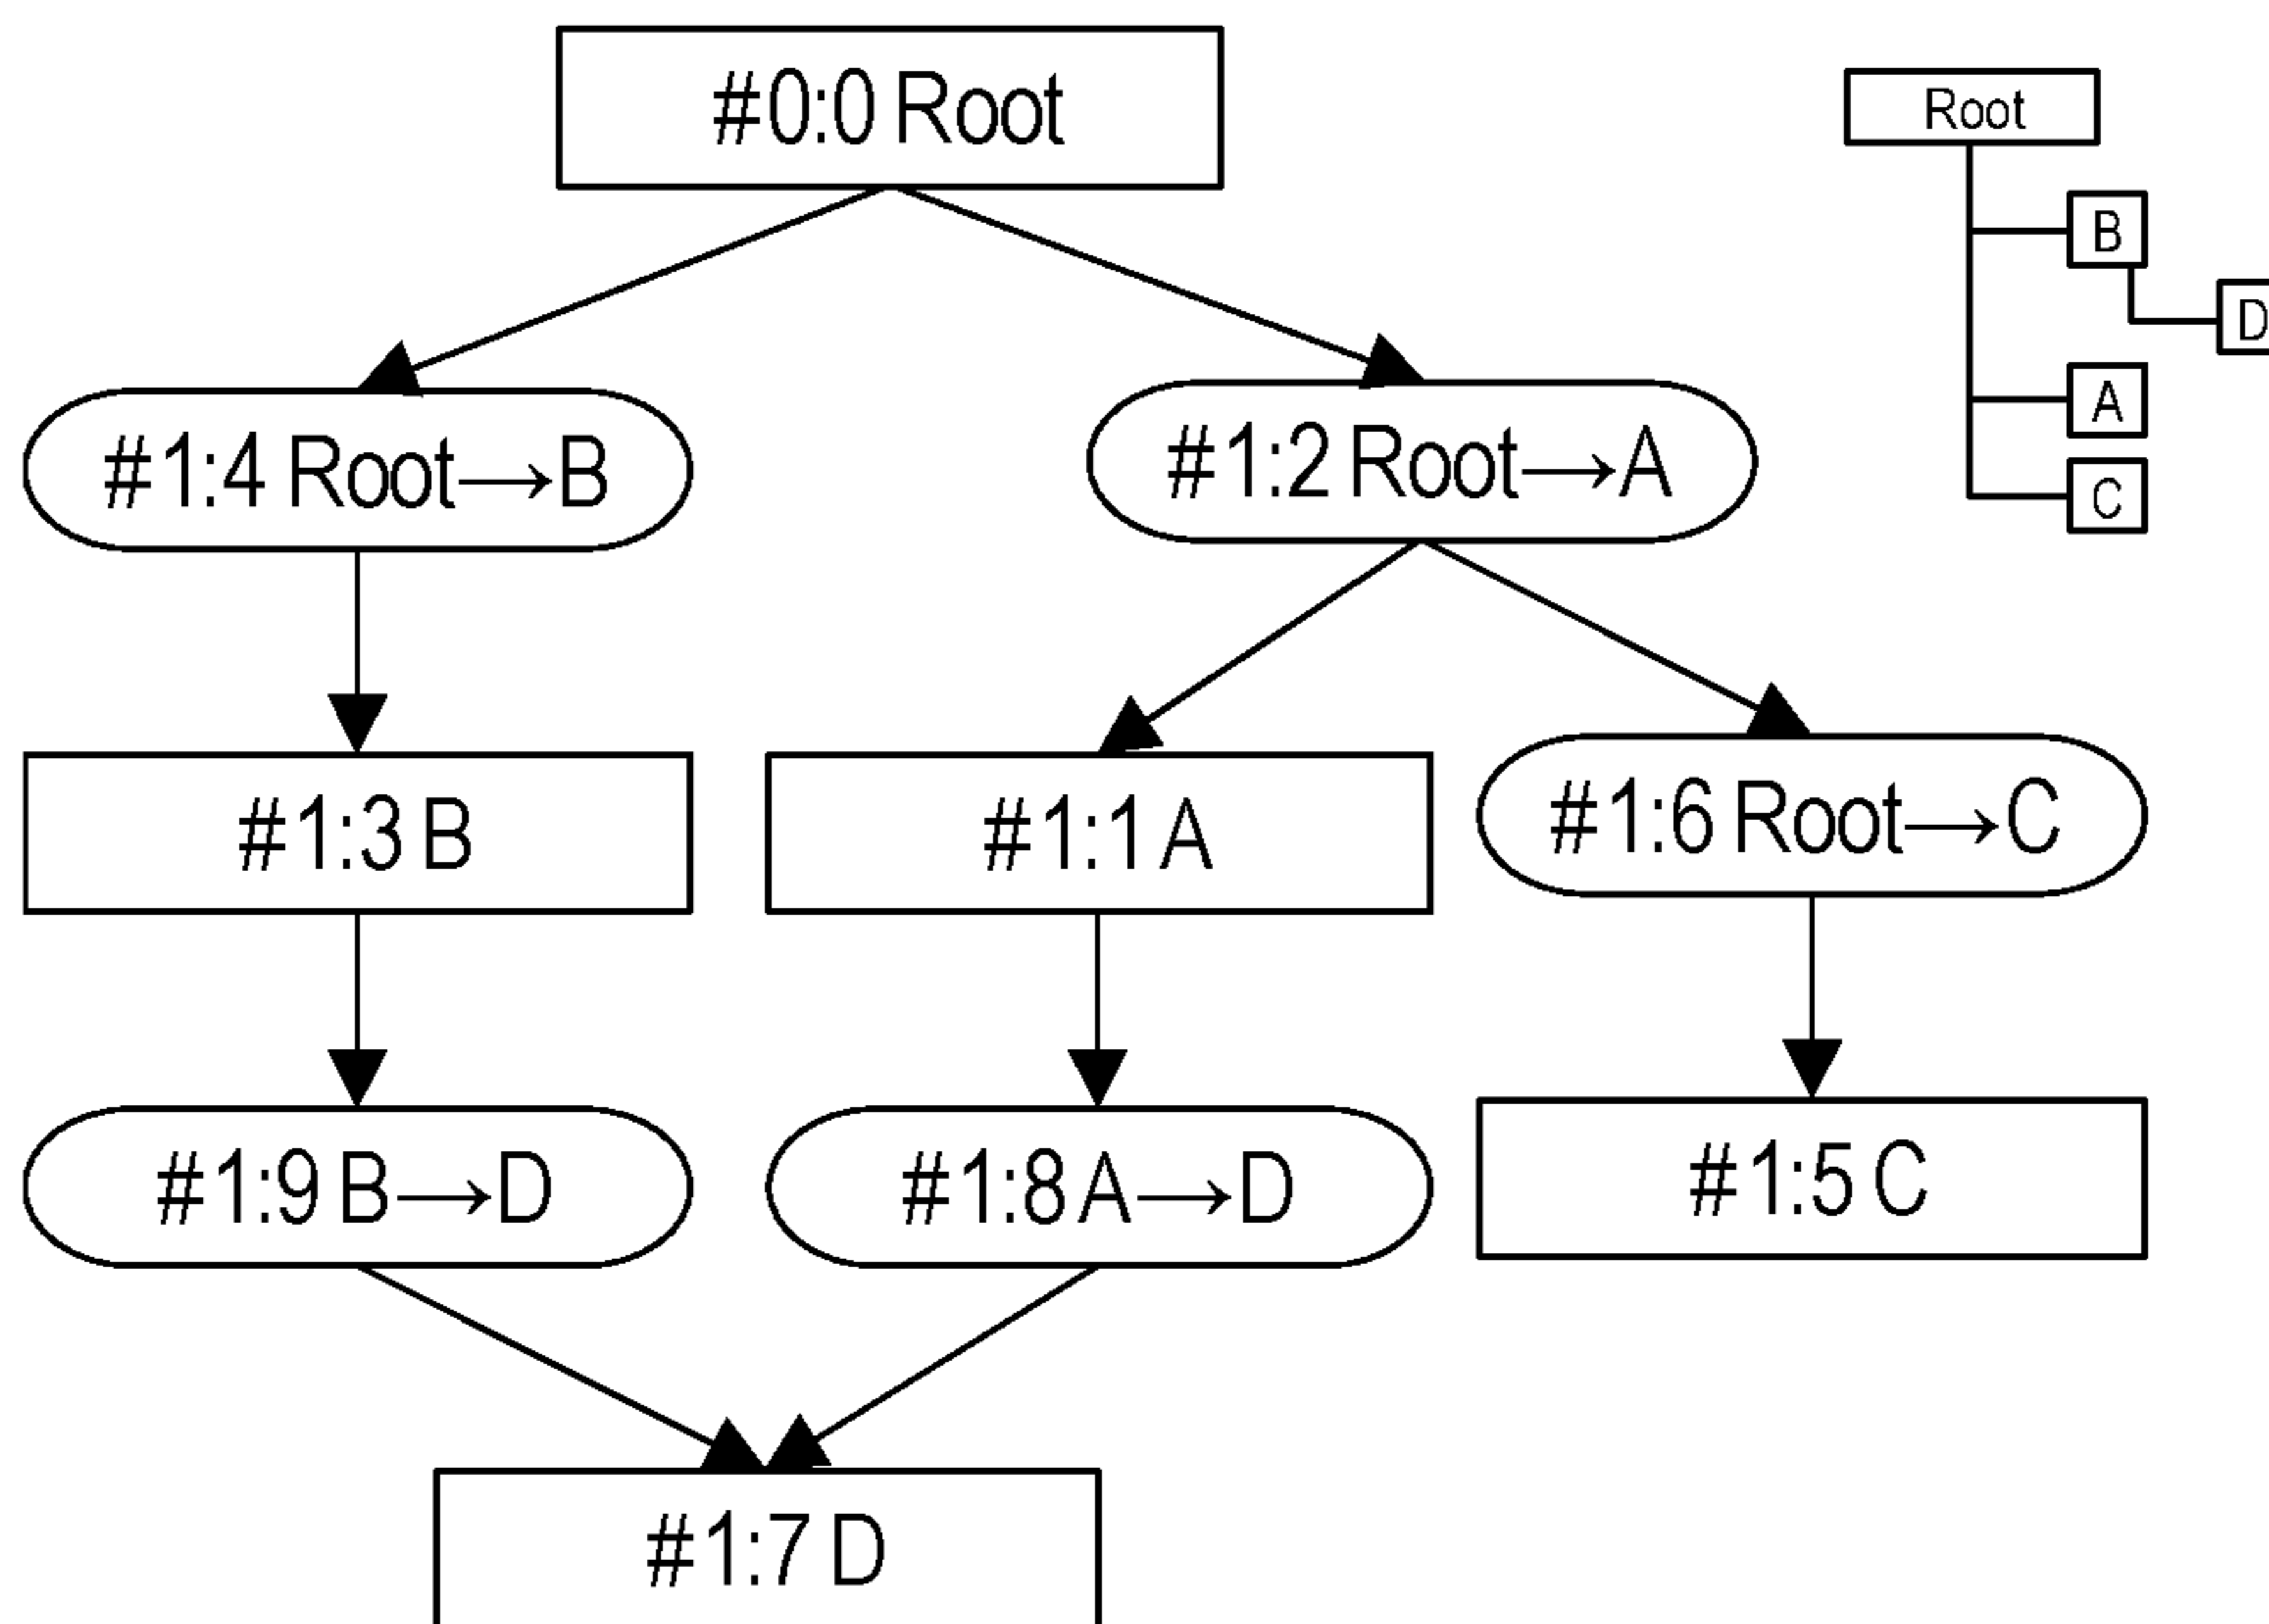 #0:0 Root
#1:4 Root→B
#1:2 Root→A
#1:3 B
#1:1 A
#1:6 Root→C
#1:9 B→D
#1:8 A→D
#1:5 C
#1:7 D
Root
B
D
A
C